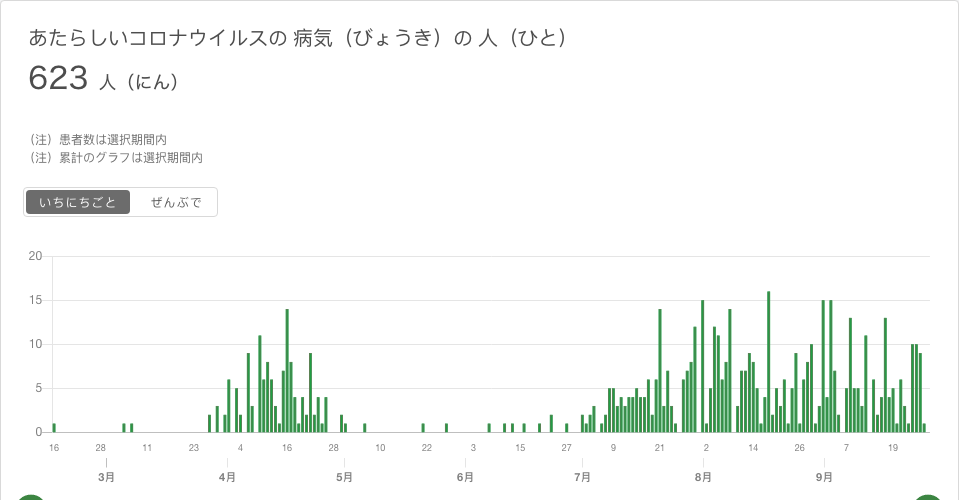 あたらしいコロナウイルスの 病気（びょうき）の 人（ひと）
623 人（にん）
（注）患者数は選択期間内
（注）累計のグラフは選択期間内
いちにちごと ぜんぶで
20
15
10
5
0
16 28 11 23 4 16 28 10 22 3 15 27 9 21 2 14 26 7 19
3月 4月 5月 6月 7月 8月 9月